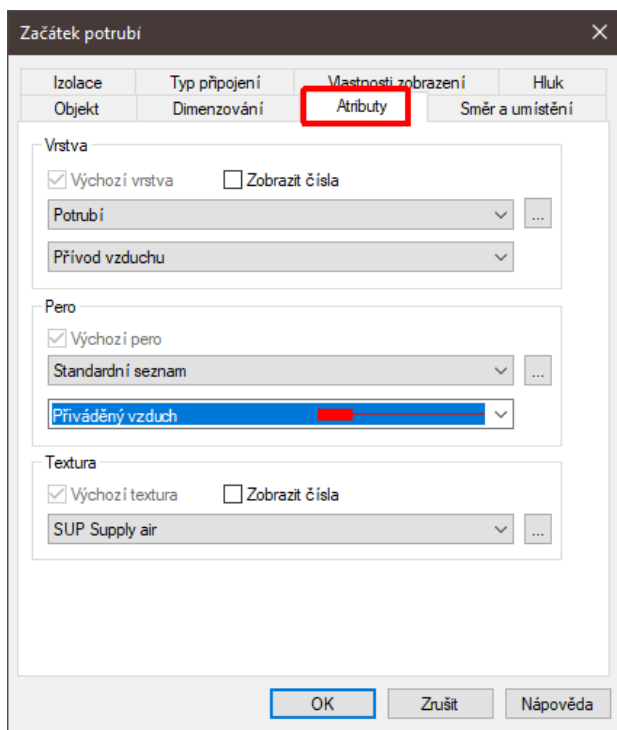 Začátek potrubí
Izolace Typ připojení Vlastnosti zobrazení Hluk
Objekt Dimenzování Atributy Směr a umístění
Vrstva
Výchozí vrstva Zobrazit čísla
Potrubí ...
Přívod vzduchu
Pero
Výchozí pero
Standardní seznam ...
Přiváděný vzduch
Textura
Výchozí textura Zobrazit čísla
SUP Supply air ...
OK Zrušit Nápověda